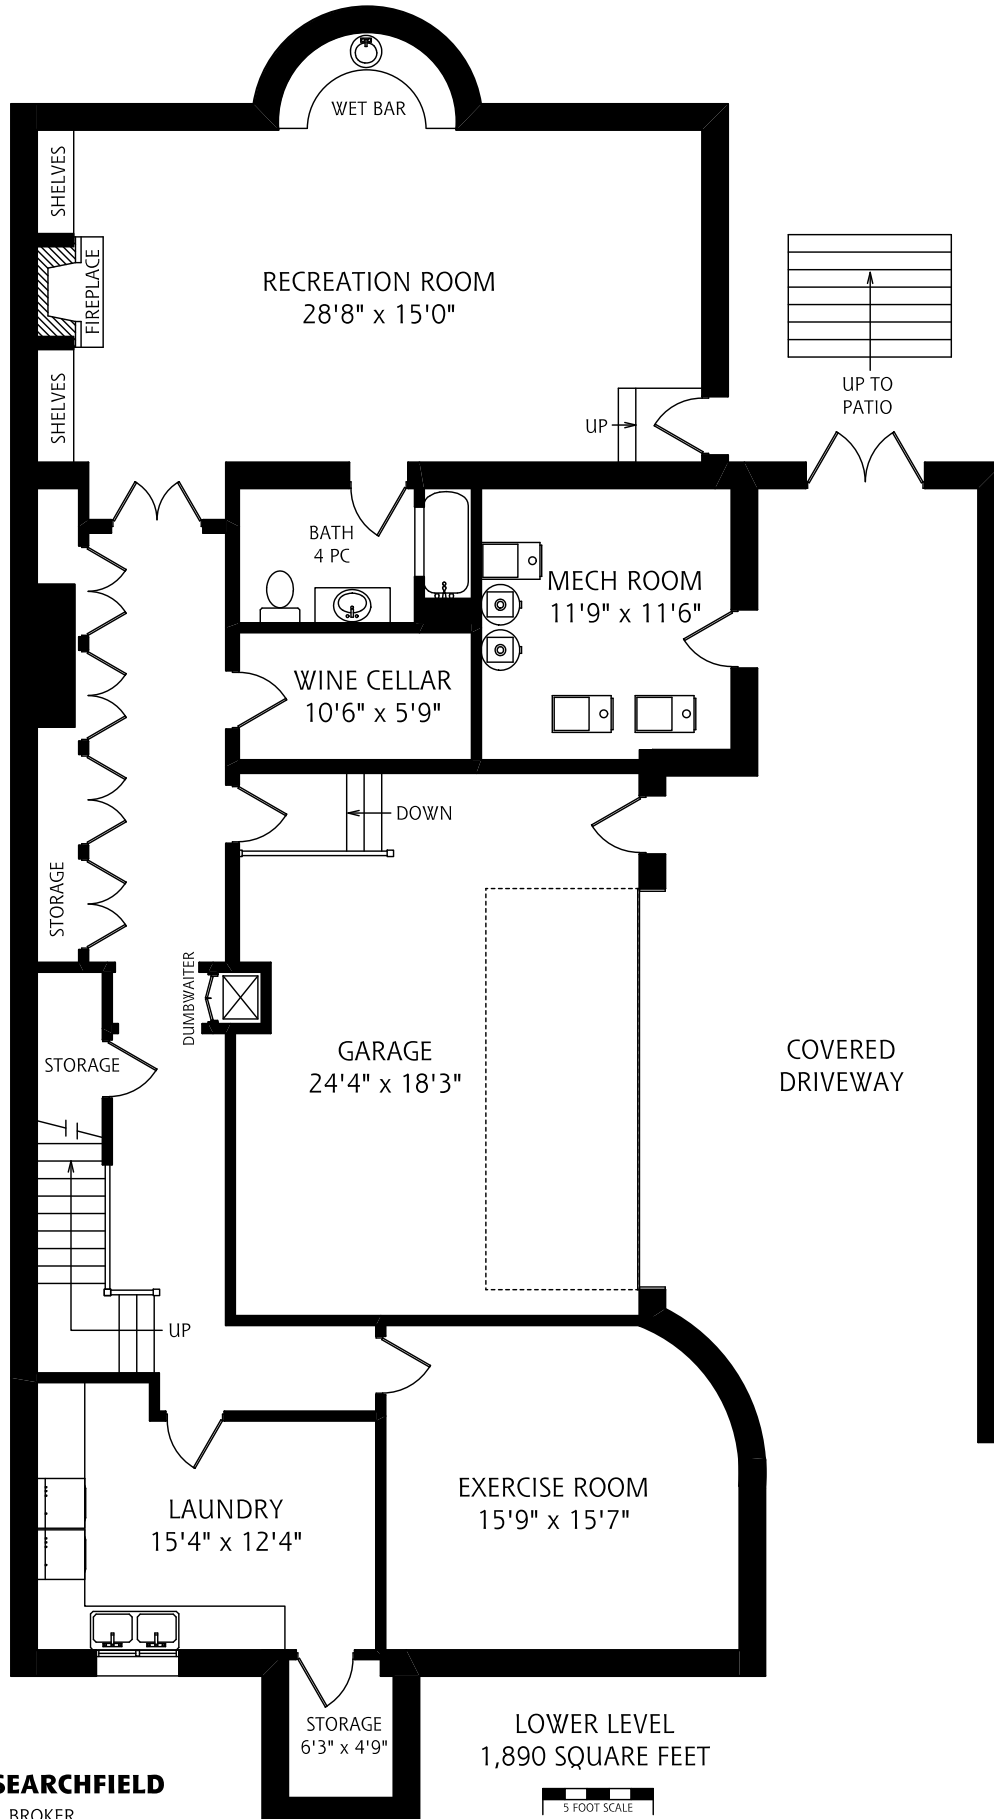 WET BAR
SHELVES
FIREPLACE
RECREATION ROOM
28'8" x 15'0"
SHELVES
UP
UP TO
PATIO
BATH
4 PC
MECH ROOM
11'9" x 11'6"
WINE CELLAR
10'6" x 5'9"
DOWN
STORAGE
DUMBWAITER
STORAGE
GARAGE
24'4" x 18'3"
COVERED
DRIVEWAY
UP
LAUNDRY
15'4" x 12'4"
EXERCISE ROOM
15'9" x 15'7"
STORAGE
6'3" x 4'9"
LOWER LEVEL
1,890 SQUARE FEET
5 FOOT SCALE
SEARCHFIELD
BROKER